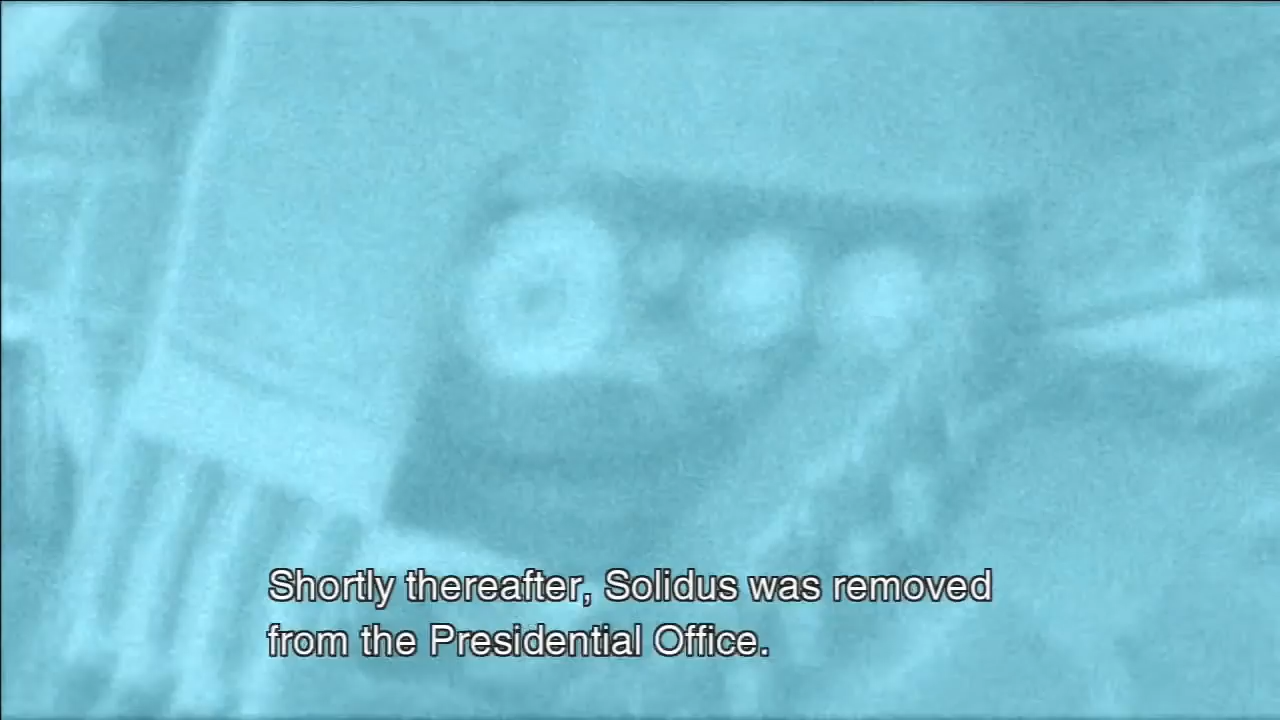 Shortly thereafter, Solidus was removed
from the Presidential Office.